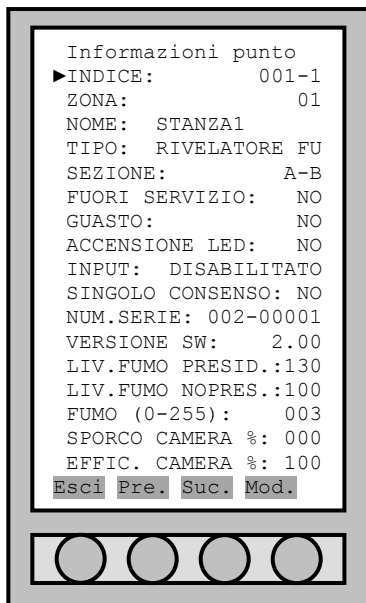 Informazioni punto
►INDICE: 001-1
ZONA: 01
NOME: STANZA1
TIPO: RIVELATORE FU
SEZIONE: A-B
FUORI SERVIZIO: NO
GUASTO: NO
ACCENSIONE LED: NO
INPUT: DISABILITATO
SINGOLO CONSENSO: NO
NUM.SERIE: 002-00001
VERSIONE SW: 2.00
LIV.FUMO PRESID.:130
LIV.FUMO NOPRES.:100
FUMO (0-255): 003
SPORCO CAMERA %: 000
EFFIC. CAMERA %: 100
Esci Pre. Suc. Mod.